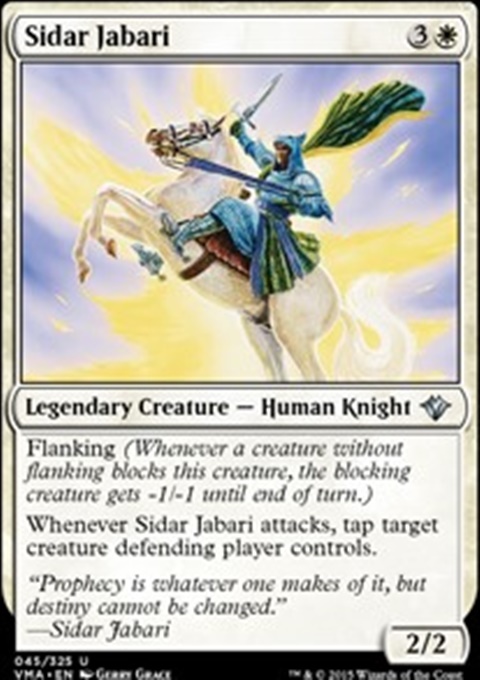 Sidar Jabari 3
Legendary Creature — Human Knight
Flanking (Whenever a creature without
flanking blocks this creature, the blocking
creature gets -1/-1 until end of turn.)
Whenever Sidar Jabari attacks, tap target
creature defending player controls.
"Prophecy is whatever one makes of it, but
destiny cannot be changed."
—Sidar Jabari
2/2
045/325 U
VMA • EN Gerry Grace ™ & © 2015 Wizards of the Coast